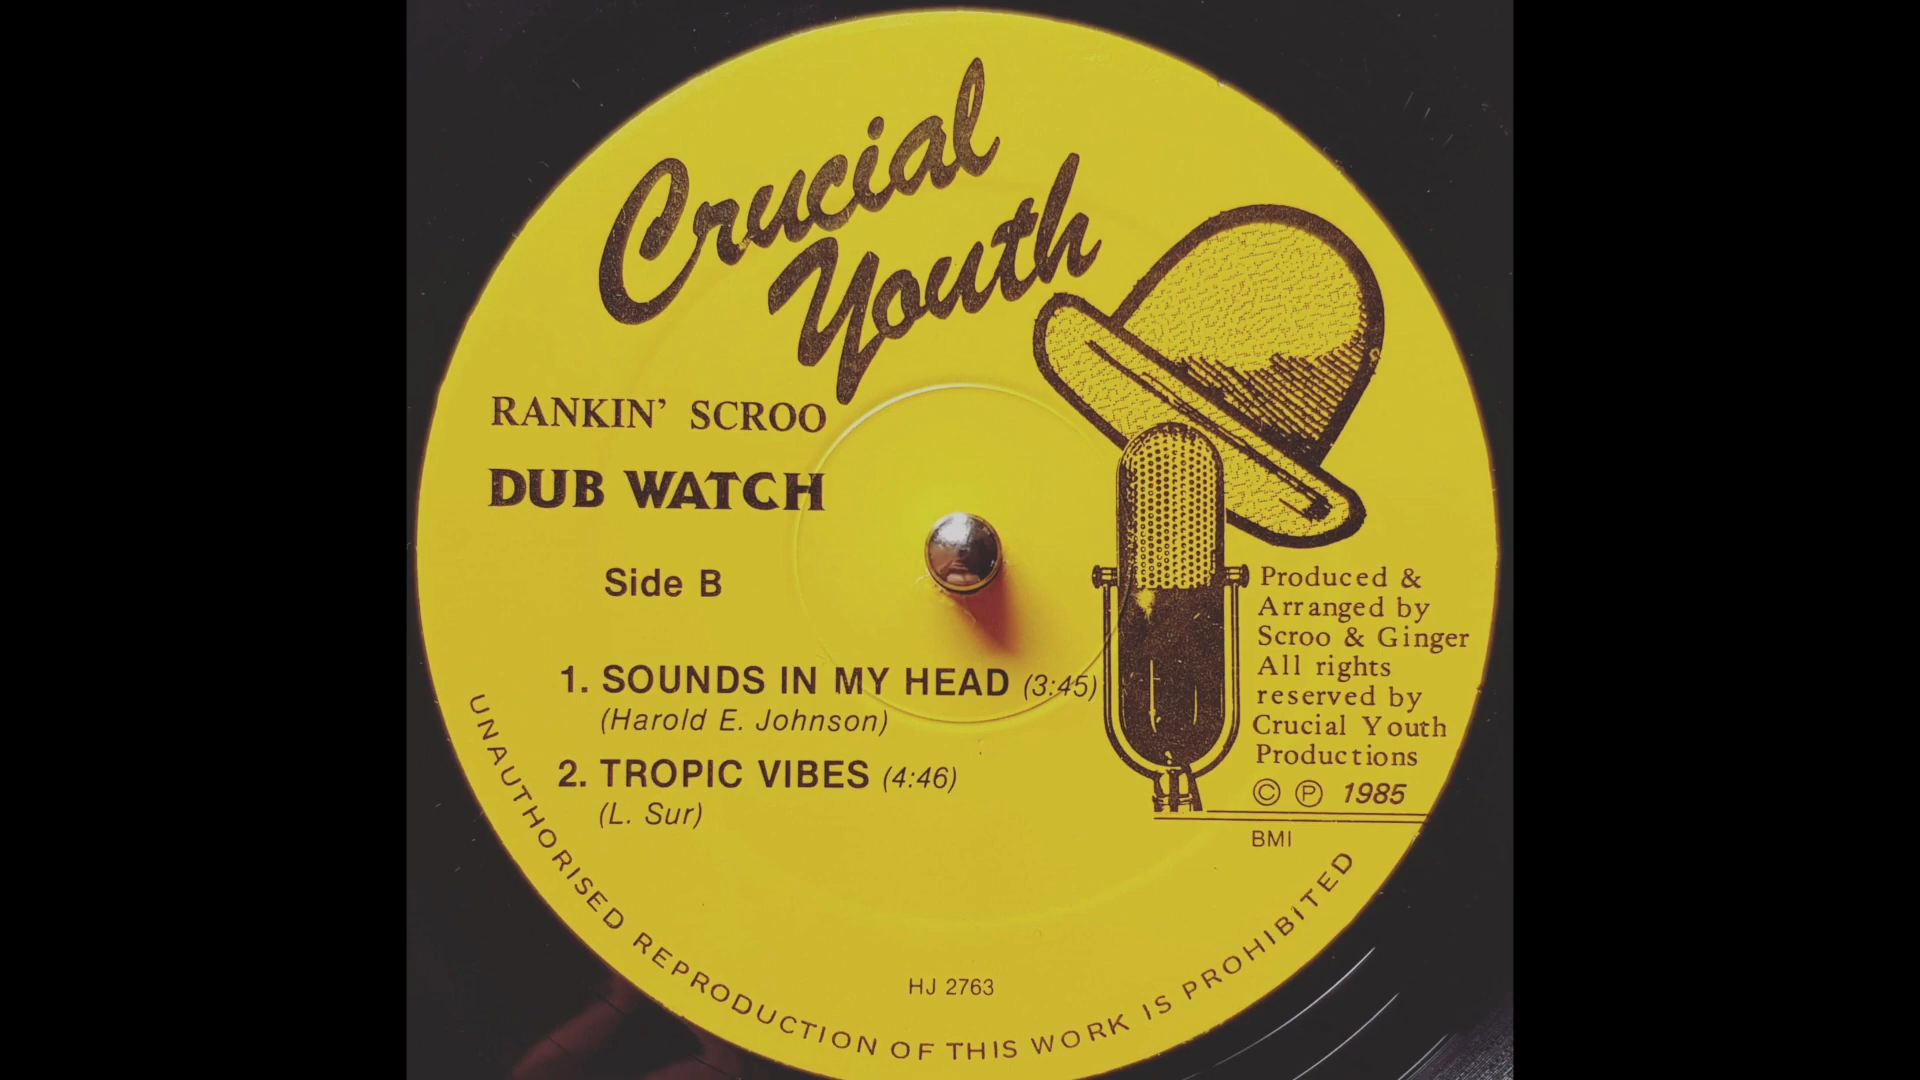 Crucial
Youth
RANKIN' SCROO
DUB WATCH
Side B
1. SOUNDS IN MY HEAD (3:45)
(Harold E. Johnson)
2. TROPIC VIBES (4:46)
(L. Sur)
Produced &
Arranged by
Scroo & Ginger
All rights
reserved by
Crucial Youth
Productions
© ℗ 1985
BMI
HJ 2763
UNAUTHORISED REPRODUCTION OF THIS WORK IS PROHIBITED